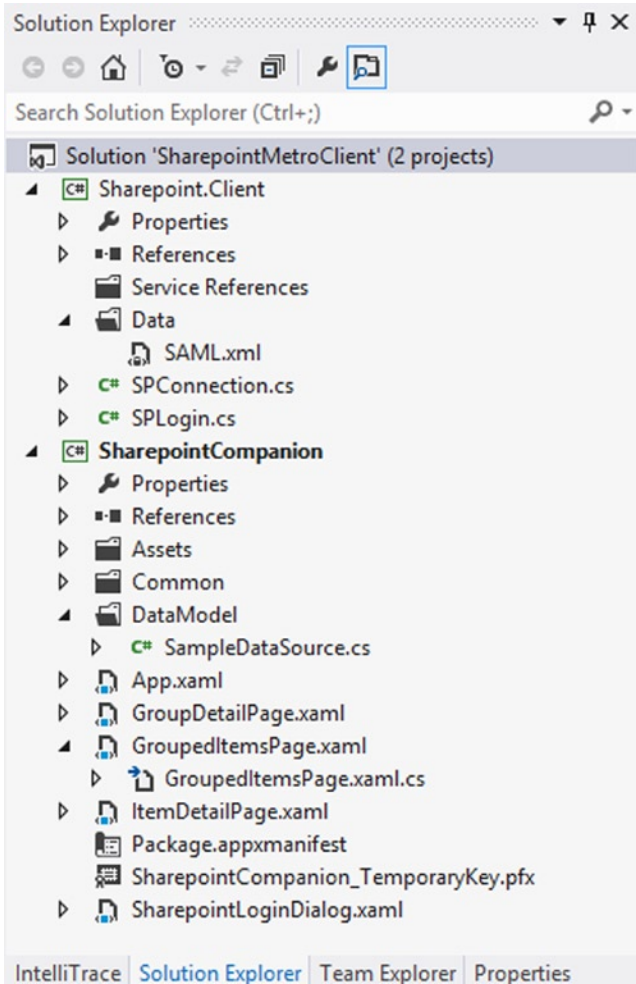 Solution Explorer
Search Solution Explorer (Ctrl+;)
Solution 'SharepointMetroClient' (2 projects)
C# Sharepoint.Client
Properties
References
Service References
Data
SAML.xml
C# SPConnection.cs
C# SPLogin.cs
C# SharepointCompanion
Properties
References
Assets
Common
DataModel
C# SampleDataSource.cs
App.xaml
GroupDetailPage.xaml
GroupedItemsPage.xaml
GroupedItemsPage.xaml.cs
ItemDetailPage.xaml
Package.appxmanifest
SharepointCompanion_TemporaryKey.pfx
SharepointLoginDialog.xaml
IntelliTrace Solution Explorer Team Explorer Properties